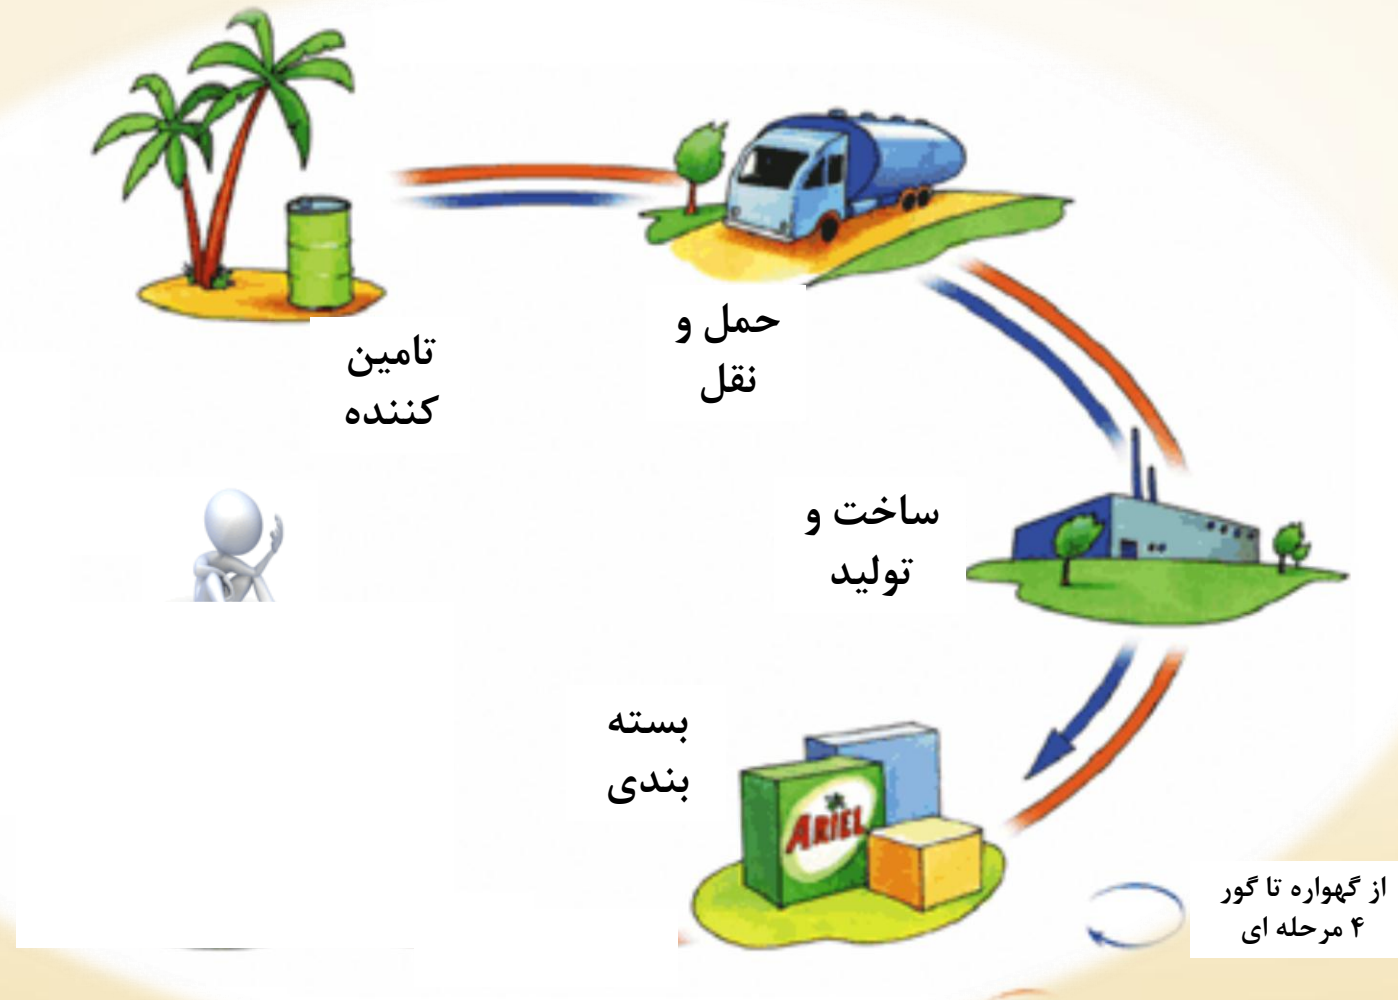 تامین
کننده
حمل و
نقل
ساخت و
تولید
بسته
بندی
ARIEL
از گهواره تا گور
۴ مرحله ای